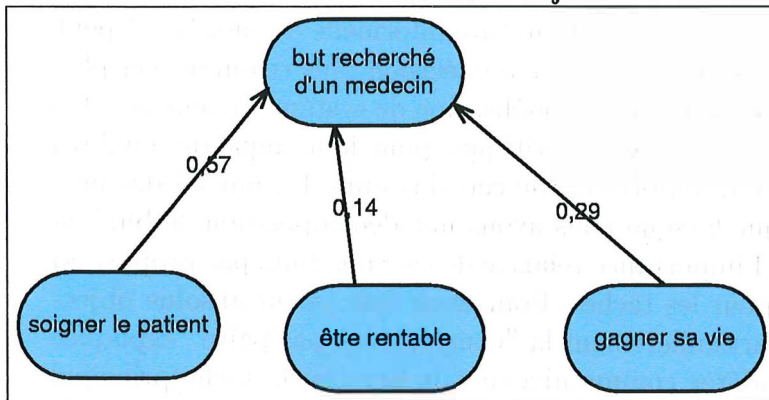 but recherché
d'un medecin
0,57
0,14
0,29
soigner le patient
être rentable
gagner sa vie